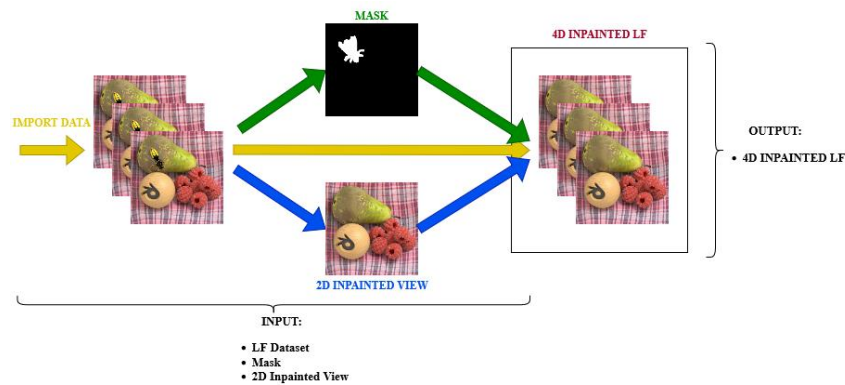 MASK
4D INPAINTED LF
IMPORT DATA
OUTPUT:
• 4D INPAINTED LF
2D INPAINTED VIEW
INPUT:
• LF Dataset
• Mask
• 2D Inpainted View